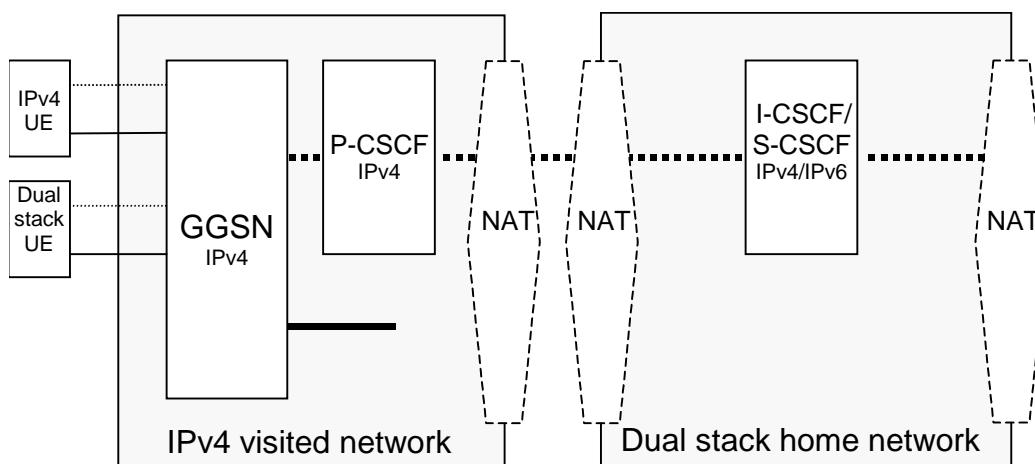 IPv4
UE
Dual
stack
UE
GGSN
IPv4
P-CSCF
IPv4
NAT
NAT
I-CSCF/
S-CSCF
IPv4/IPv6
NAT
IPv4 visited network
Dual stack home network